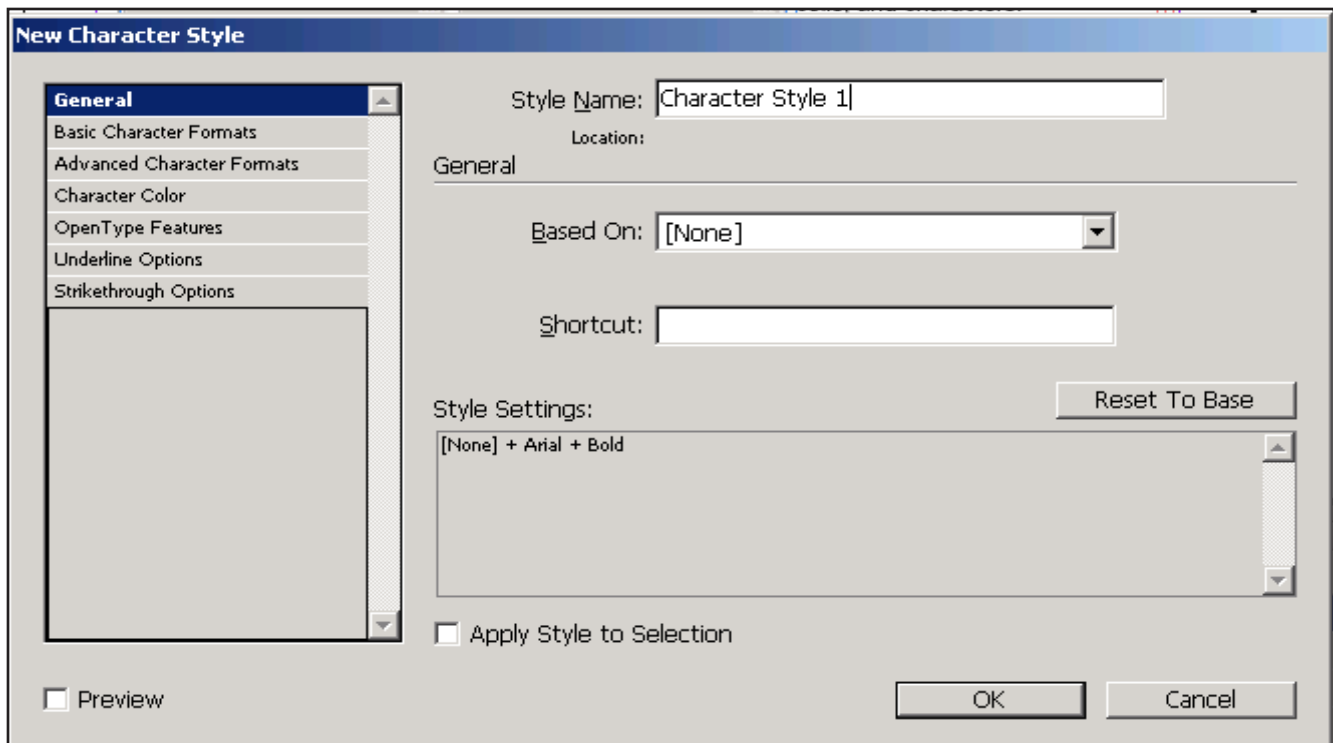 New Character Style
General
Basic Character Formats
Advanced Character Formats
Character Color
OpenType Features
Underline Options
Strikethrough Options
Style Name: Character Style 1
Location:
General
Based On: [None]
Shortcut:
Reset To Base
Style Settings:
[None] + Arial + Bold
Apply Style to Selection
Preview
OK
Cancel